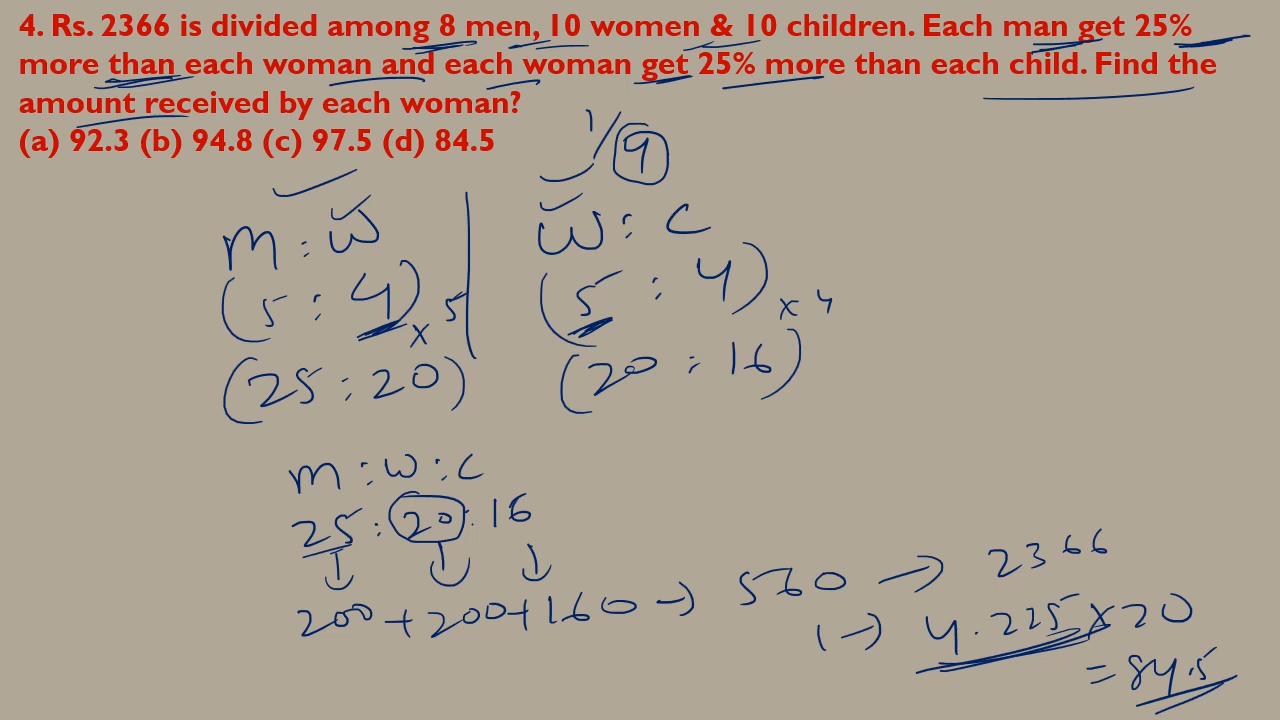 4. Rs. 2366 is divided among 8 men, 10 women & 10 children. Each man get 25%
more than each woman and each woman get 25% more than each child. Find the
amount received by each woman?
(a) 92.3 (b) 94.8 (c) 97.5 (d) 84.5
1/9
m : w
w : c
(5 : 4) x 5
(5 : 4) x 4
(25 : 20)
(20 : 16)
m : w : c
25 : 20 : 16
200 + 200 + 160 → 560 → 2366
1 → 4.225 x 20
= 84.5